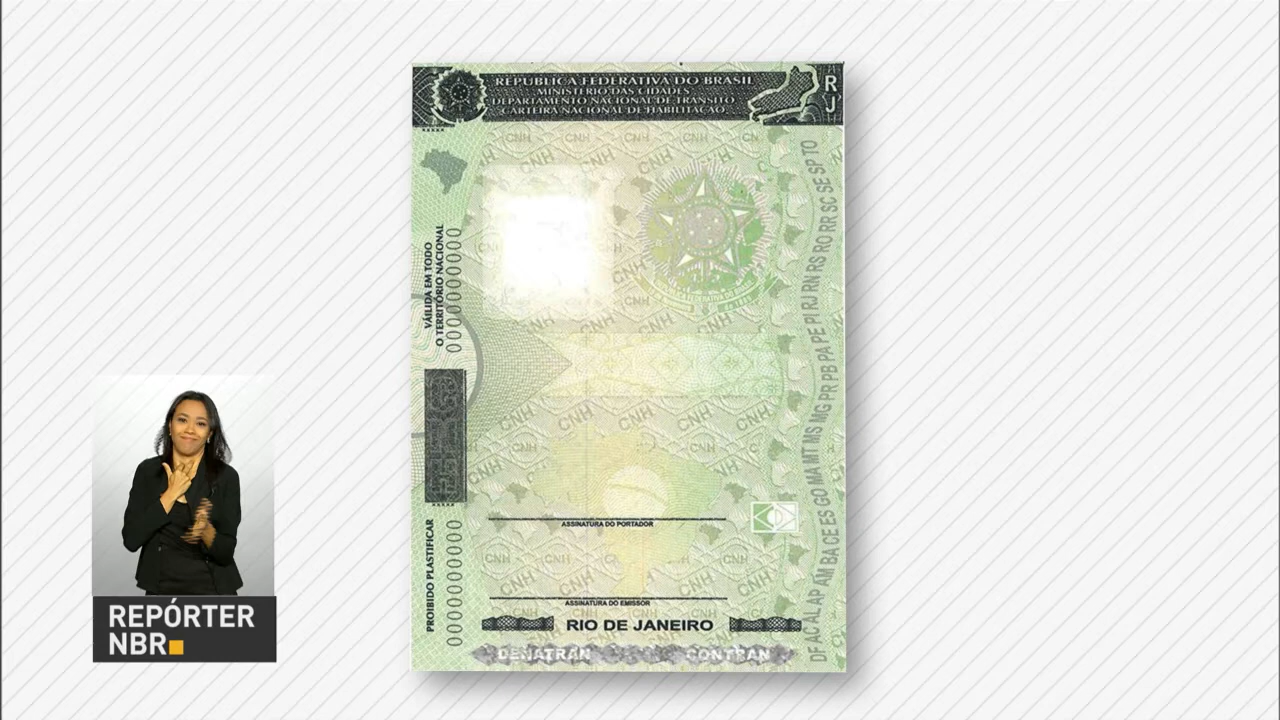 REPÚBLICA FEDERATIVA DO BRASIL
MINISTÉRIO DAS CIDADES
DEPARTAMENTO NACIONAL DE TRÂNSITO
CARTEIRA NACIONAL DE HABILITAÇÃO
RJ
VÁLIDA EM TODO
O TERRITÓRIO NACIONAL
0000000000
PROIBIDO PLASTIFICAR
0000000000
CNH
DF AC AL AP AM BA CE ES GO MA MT MS MG PR PB PA PE PI RJ RN RS RO RR SC SE SP TO
ASSINATURA DO PORTADOR
ASSINATURA DO EMISSOR
RIO DE JANEIRO
DENATRAN CONTRAN
REPÓRTER
NBR